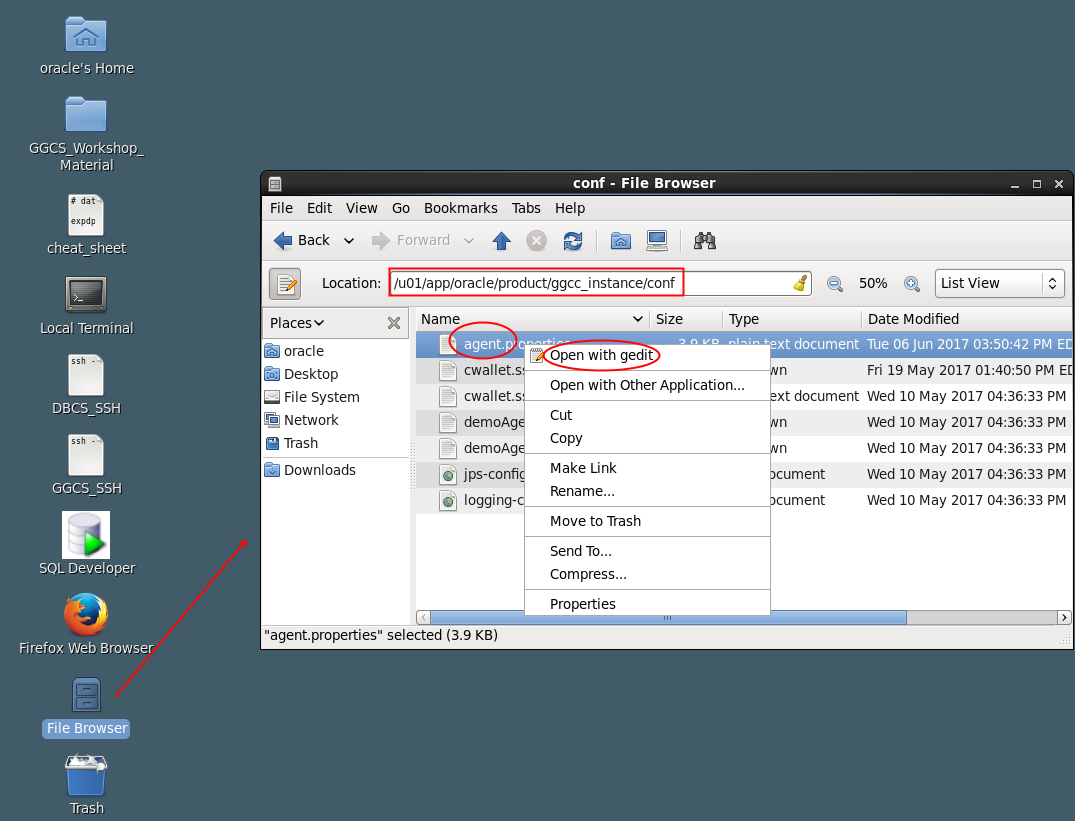 oracle's Home
GGCS_Workshop_
Material
# dat
expdp
cheat_sheet
Local Terminal
ssh -
DBCS_SSH
ssh -
GGCS_SSH
SQL Developer
Firefox Web Browser
File Browser
Trash
conf - File Browser
File Edit View Go Bookmarks Tabs Help
Back Forward
Location: /u01/app/oracle/product/ggcc_instance/conf 50% List View
Places Name Size Type Date Modified
oracle
Desktop
File System
Network
Trash
Downloads
agent.properties 3.9 KB plain text document Tue 06 Jun 2017 03:50:42 PM ED
cwallet.ss wn Fri 19 May 2017 01:40:50 PM ED
cwallet.ss ext document Wed 10 May 2017 04:36:33 PM
demoAge wn Wed 10 May 2017 04:36:33 PM
demoAge wn Wed 10 May 2017 04:36:33 PM
jps-config ocument Wed 10 May 2017 04:36:33 PM
logging-c ocument Wed 10 May 2017 04:36:33 PM
Open with gedit
Open with Other Application...
Cut
Copy
Make Link
Rename...
Move to Trash
Send To...
Compress...
Properties
"agent.properties" selected (3.9 KB)